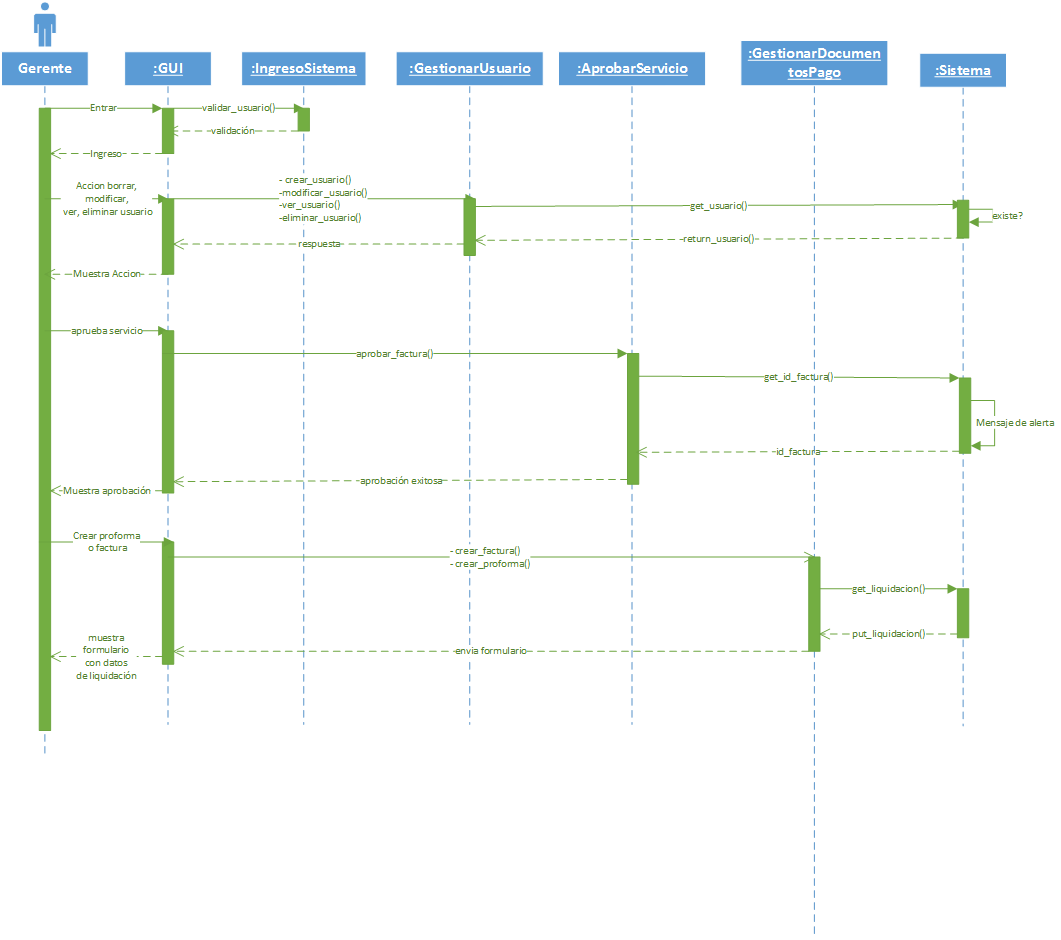 Gerente
:GUI
:IngresoSistema
:GestionarUsuario
:AprobarServicio
:GestionarDocumen
tosPago
:Sistema
Entrar
validar_usuario()
validación
Ingreso
Accion borrar,
modificar,
ver, eliminar usuario
- crear_usuario()
-modificar_usuario()
-ver_usuario()
-eliminar_usuario()
get_usuario()
existe?
return_usuario()
respuesta
Muestra Accion
aprueba servicio
aprobar_factura()
get_id_factura()
Mensaje de alerta
id_factura
aprobación exitosa
Muestra aprobación
Crear proforma
o factura
- crear_factura()
- crear_proforma()
get_liquidacion()
put_liquidacion()
envia formulario
muestra
formulario
con datos
de liquidación